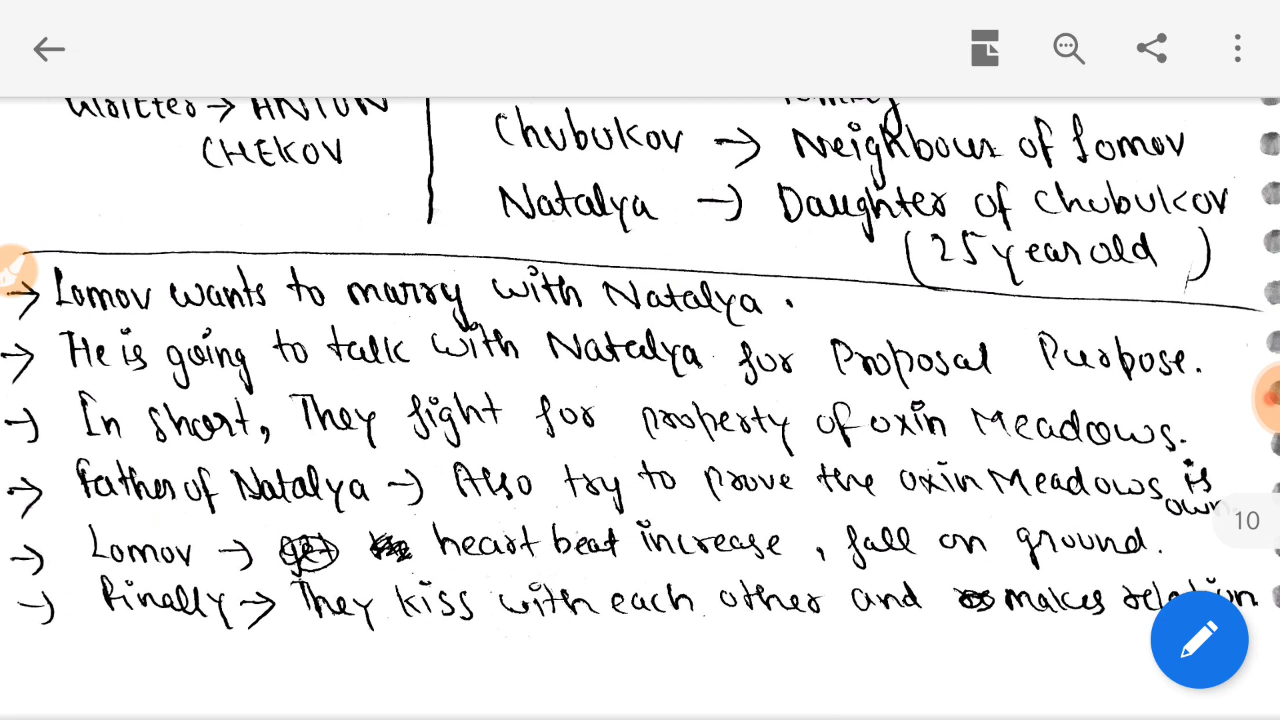 Writter → ANTON
CHEKOV
Chubukov → Neighbour of Lomov
Natalya → Daughter of Chubukov
(25 year old)
→ Lomov wants to marry with Natalya.
→ He is going to talk with Natalya for Proposal Purpose.
→ In short, They fight for property of oxin Meadows.
→ Father of Natalya → Also try to prove the oxin Meadows is
own
→ Lomov → heart beat increase, fall on ground.
→ Finally → They kiss with each other and makes relation
10